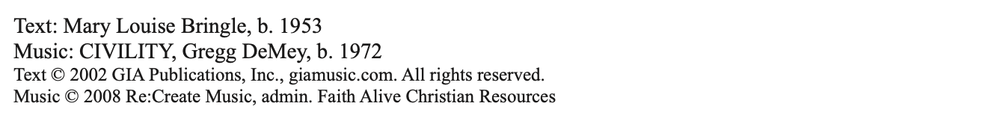 Text: Mary Louise Bringle, b. 1953
Music: CIVILITY, Gregg DeMey, b. 1972
Text © 2002 GIA Publications, Inc., giamusic.com. All rights reserved.
Music © 2008 Re:Create Music, admin. Faith Alive Christian Resources